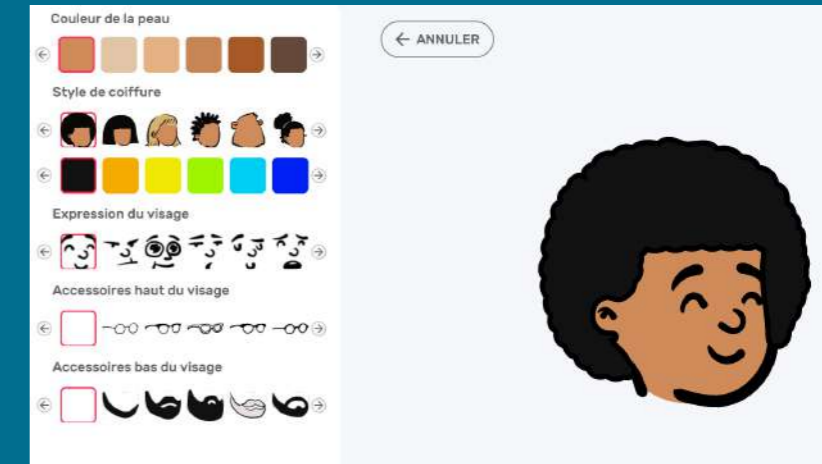 Couleur de la peau
← ANNULER
Style de coiffure
Expression du visage
Accessoires haut du visage
Accessoires bas du visage